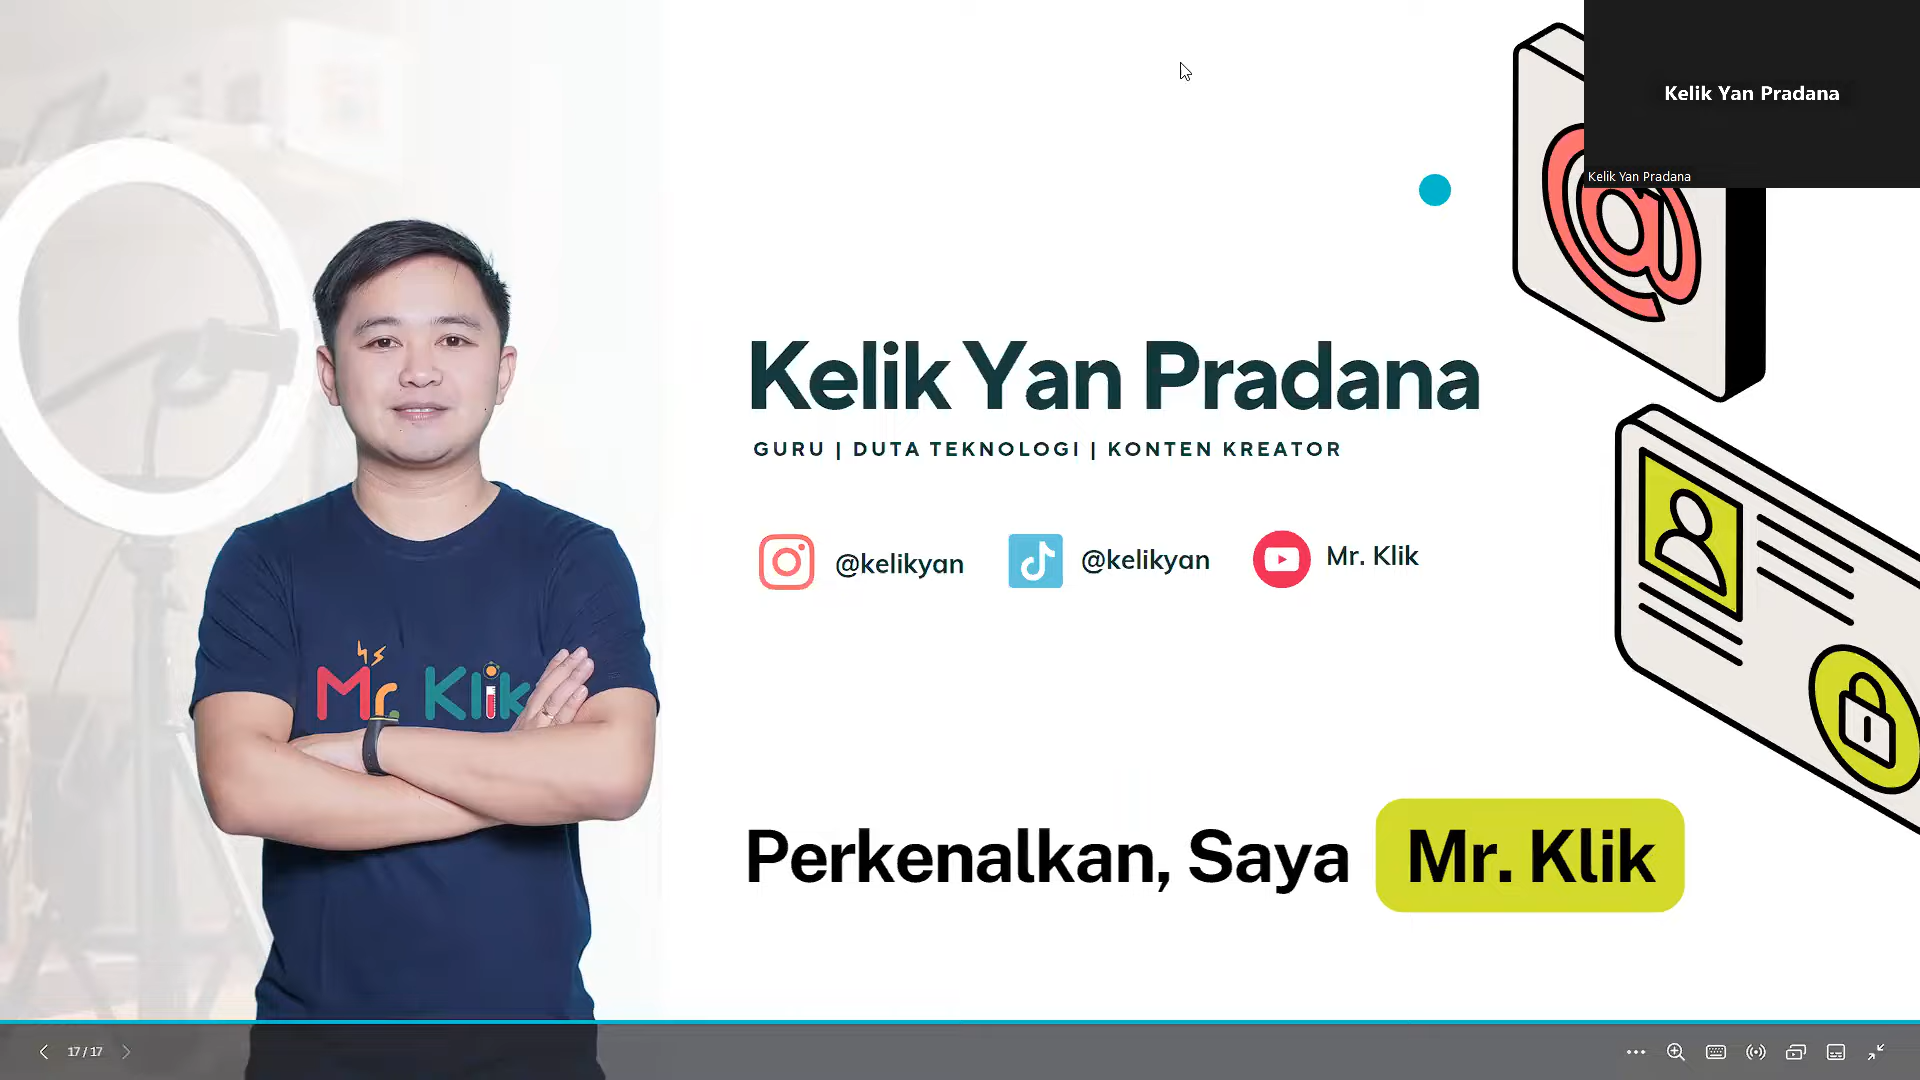 Kelik Yan Pradana
Kelik Yan Pradana
Kelik Yan Pradana
GURU | DUTA TEKNOLOGI | KONTEN KREATOR
@kelikyan
@kelikyan
Mr. Klik
Mr. Klik
Perkenalkan, Saya Mr. Klik
17 / 17